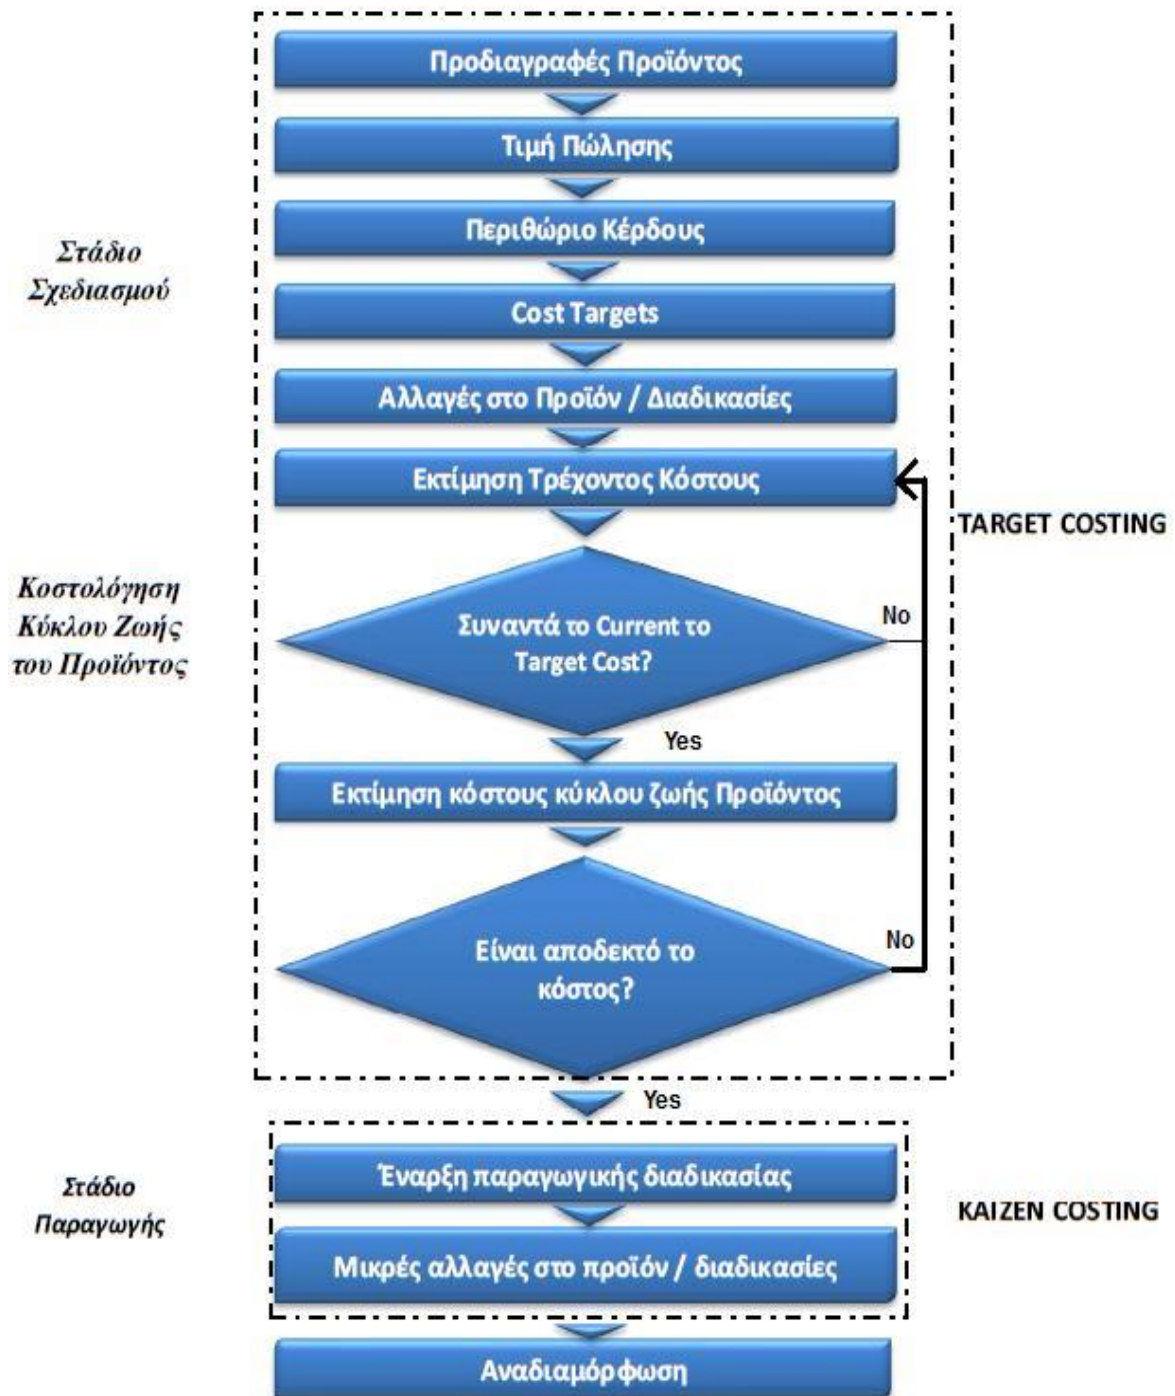 Προδιαγραφές Προϊόντος
Τιμή Πώλησης
Περιθώριο Κέρδους
Στάδιο
Σχεδιασμού
Cost Targets
Αλλαγές στο Προϊόν / Διαδικασίες
Εκτίμηση Τρέχοντος Κόστους
TARGET COSTING
Κοστολόγηση
Κύκλου Ζωής
του Προϊόντος
Συναντά το Current το
Target Cost?
No
Yes
Εκτίμηση κόστους κύκλου ζωής Προϊόντος
Είναι αποδεκτό το
κόστος?
No
Yes
Έναρξη παραγωγικής διαδικασίας
Στάδιο
Παραγωγής
KAIZEN COSTING
Μικρές αλλαγές στο προϊόν / διαδικασίες
Αναδιαμόρφωση